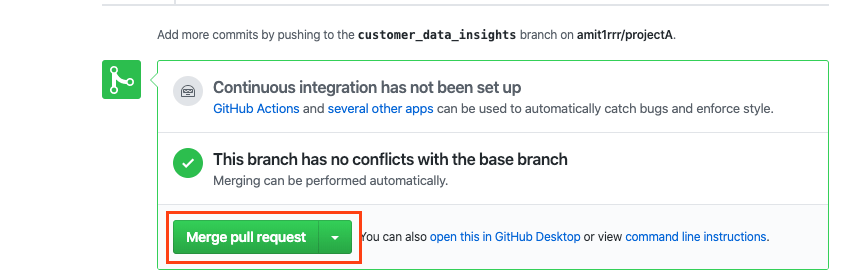 Add more commits by pushing to the customer_data_insights branch on amit1rrr/projectA.
Continuous integration has not been set up
GitHub Actions and several other apps can be used to automatically catch bugs and enforce style.
This branch has no conflicts with the base branch
Merging can be performed automatically.
Merge pull request You can also open this in GitHub Desktop or view command line instructions.